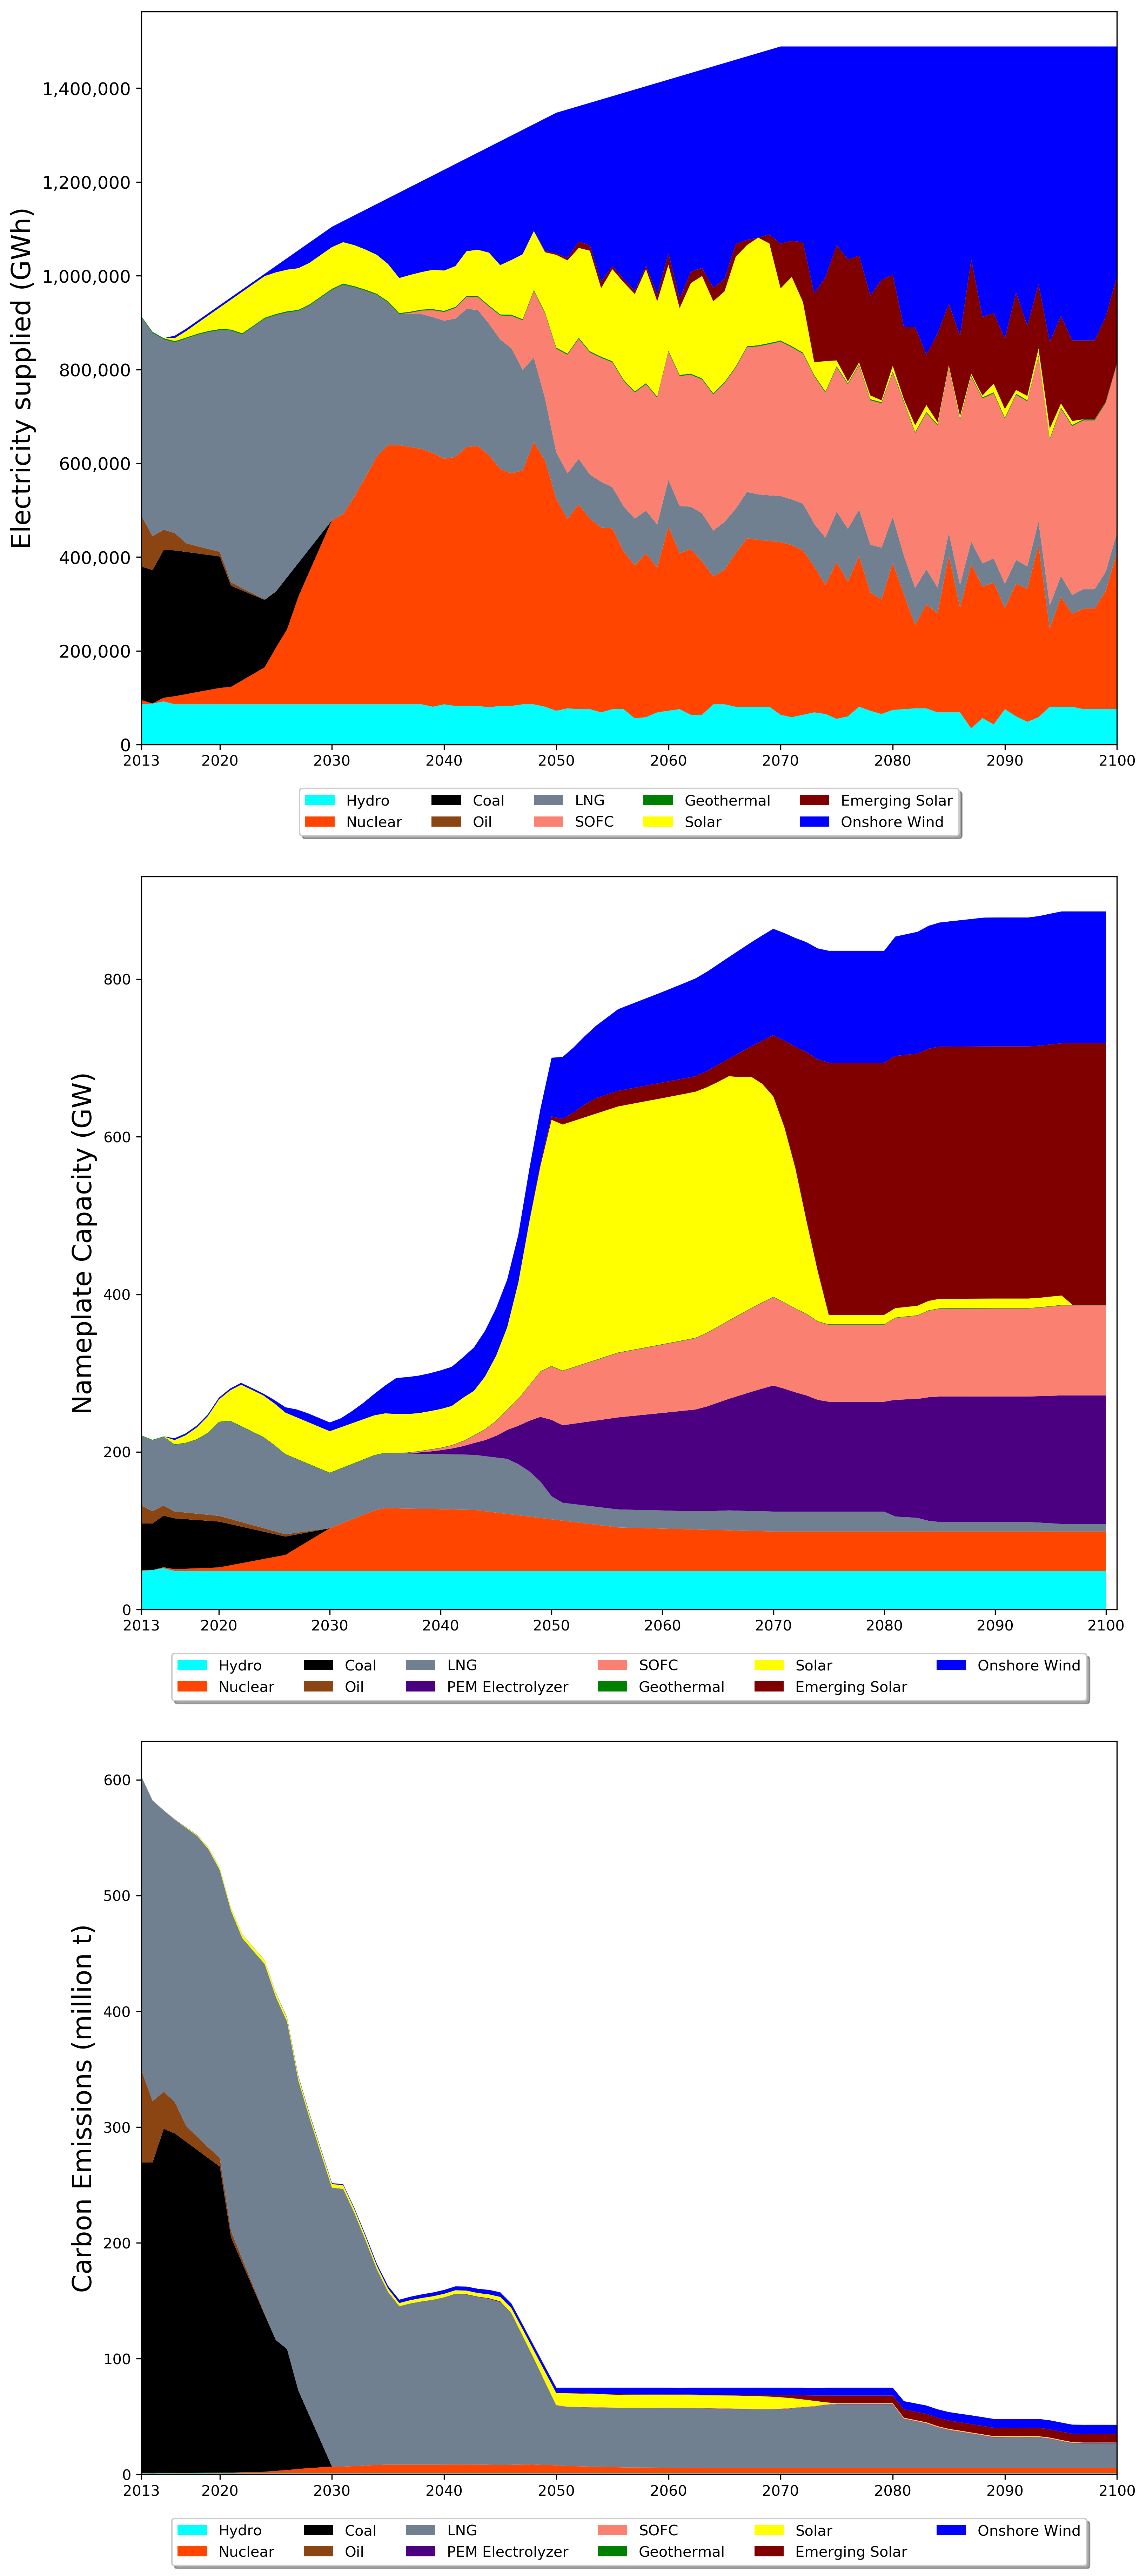 Electricity supplied (GWh)
1,400,000
1,200,000
1,000,000
800,000
600,000
400,000
200,000
0
2013 2020 2030 2040 2050 2060 2070 2080 2090 2100
Hydro Coal LNG Geothermal Emerging Solar
Nuclear Oil SOFC Solar Onshore Wind
Nameplate Capacity (GW)
800
600
400
200
0
2013 2020 2030 2040 2050 2060 2070 2080 2090 2100
Hydro Coal LNG SOFC Solar Onshore Wind
Nuclear Oil PEM Electrolyzer Geothermal Emerging Solar
Carbon Emissions (million t)
600
500
400
300
200
100
0
2013 2020 2030 2040 2050 2060 2070 2080 2090 2100
Hydro Coal LNG SOFC Solar Onshore Wind
Nuclear Oil PEM Electrolyzer Geothermal Emerging Solar